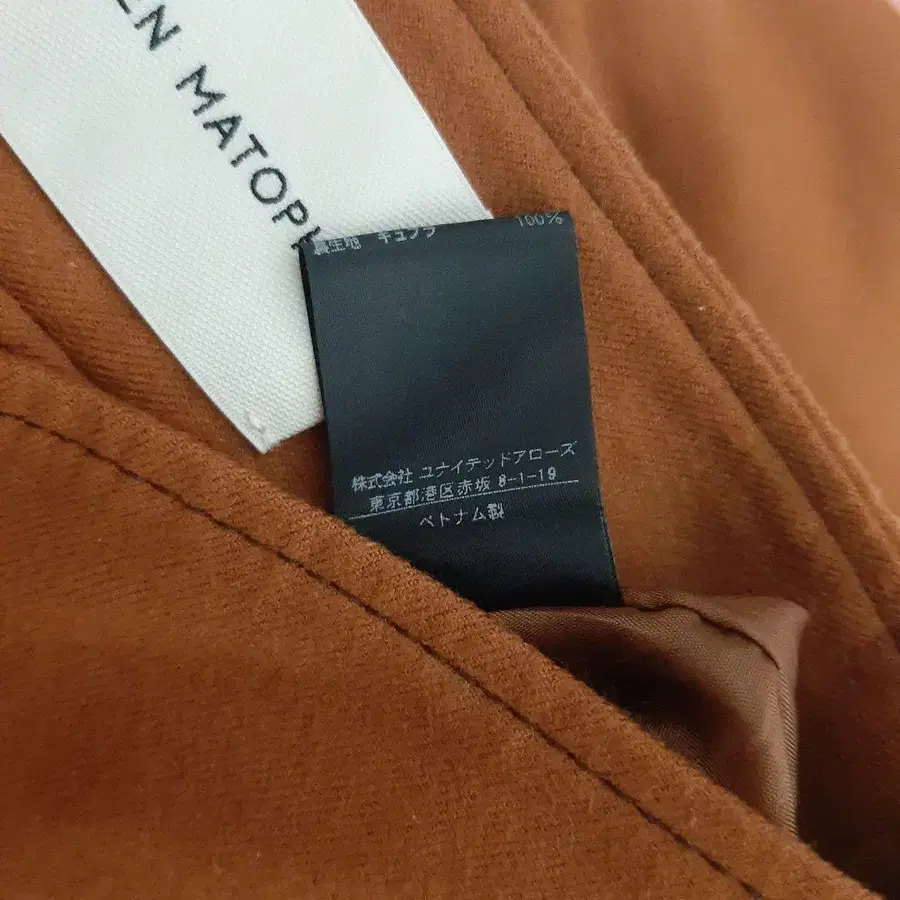 EN MATOPH
裏生地 キュプラ 100%
株式会社 ユナイテッドアローズ
東京都港区赤坂 8-1-19
ベトナム製